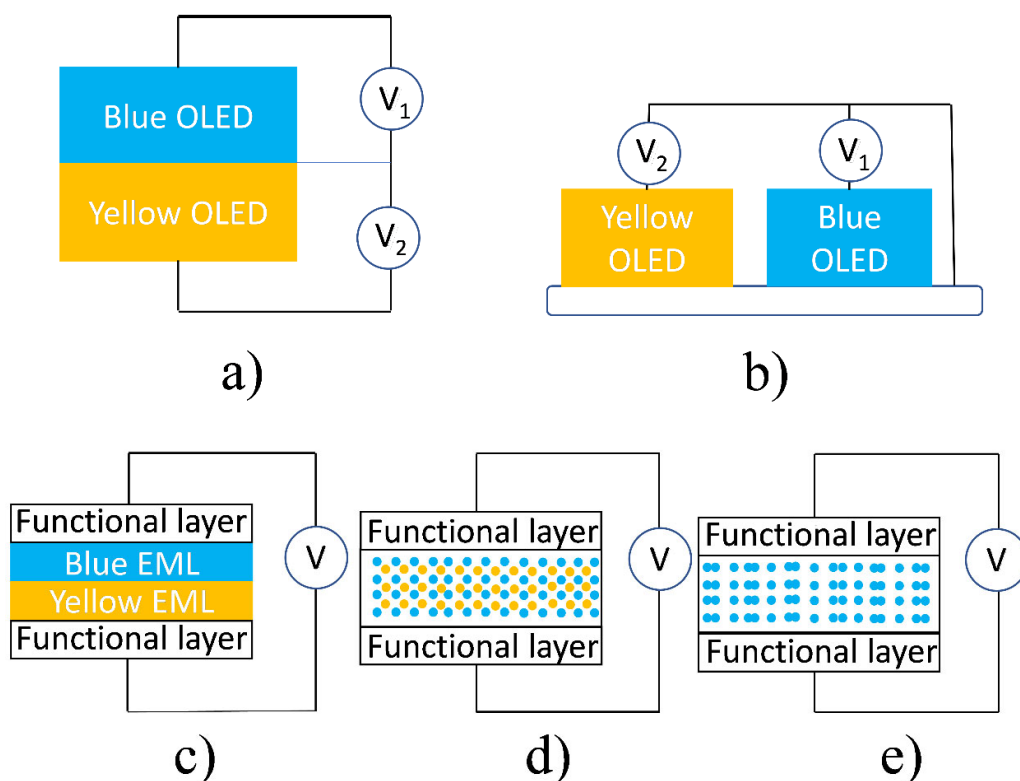 Blue OLED
Yellow OLED
V1
V2
a)
V2
V1
Yellow
OLED
Blue
OLED
b)
Functional layer
Blue EML
Yellow EML
Functional layer
V
c)
Functional layer
Functional layer
V
d)
Functional layer
Functional layer
V
e)